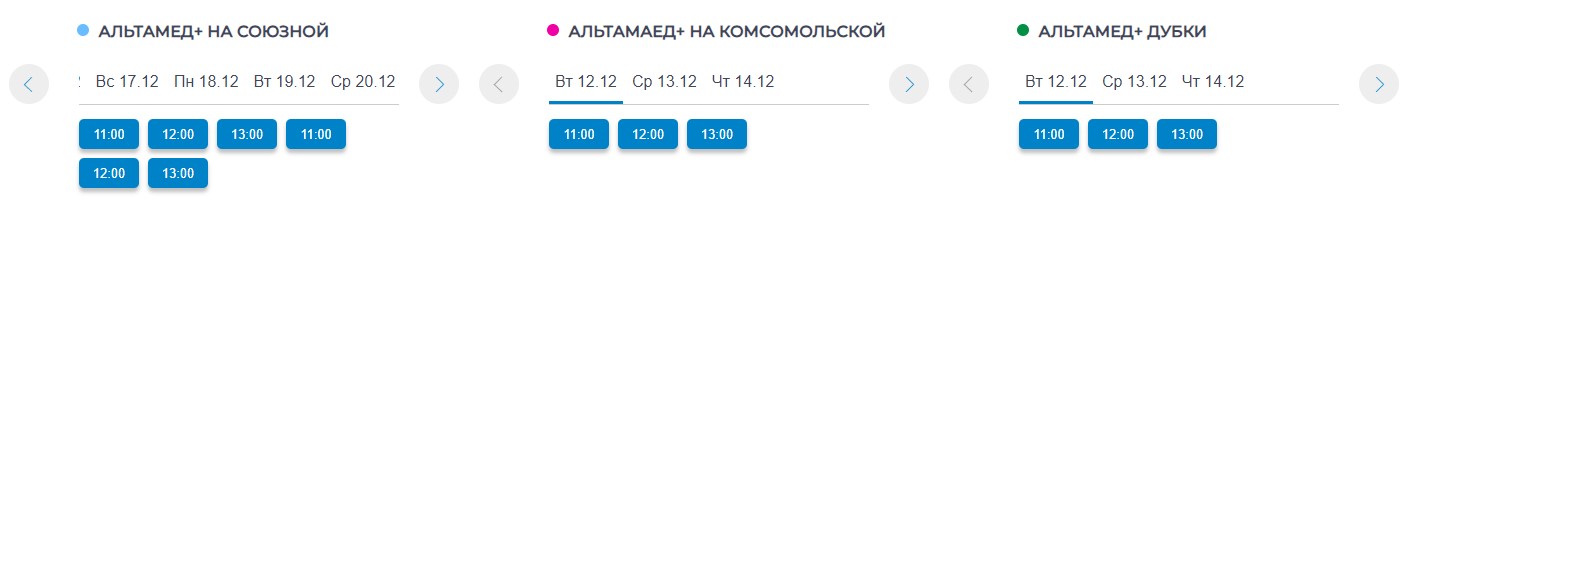 АЛЬТАМЕД+ НА СОЮЗНОЙ
Вс 17.12 Пн 18.12 Вт 19.12 Ср 20.12
11:00 12:00 13:00 11:00
12:00 13:00
АЛЬТАМАЕД+ НА КОМСОМОЛЬСКОЙ
Вт 12.12 Ср 13.12 Чт 14.12
11:00 12:00 13:00
АЛЬТАМЕД+ ДУБКИ
Вт 12.12 Ср 13.12 Чт 14.12
11:00 12:00 13:00